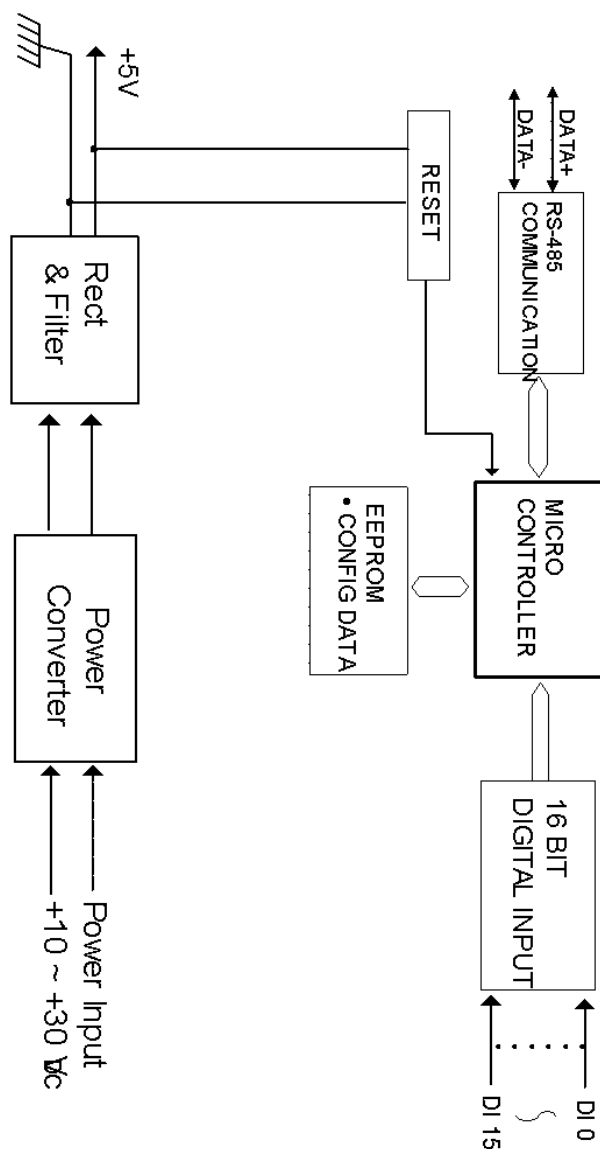 DATA+
DATA-
RS-485
COMMUNICATION
MICRO
CONTROLLER
16 BIT
DIGITAL INPUT
DI 0
DI 15
RESET
EEPROM
• CONFIG DATA
+5V
Rect
& Filter
Power
Converter
Power Input
+10 ~ +30 Vdc